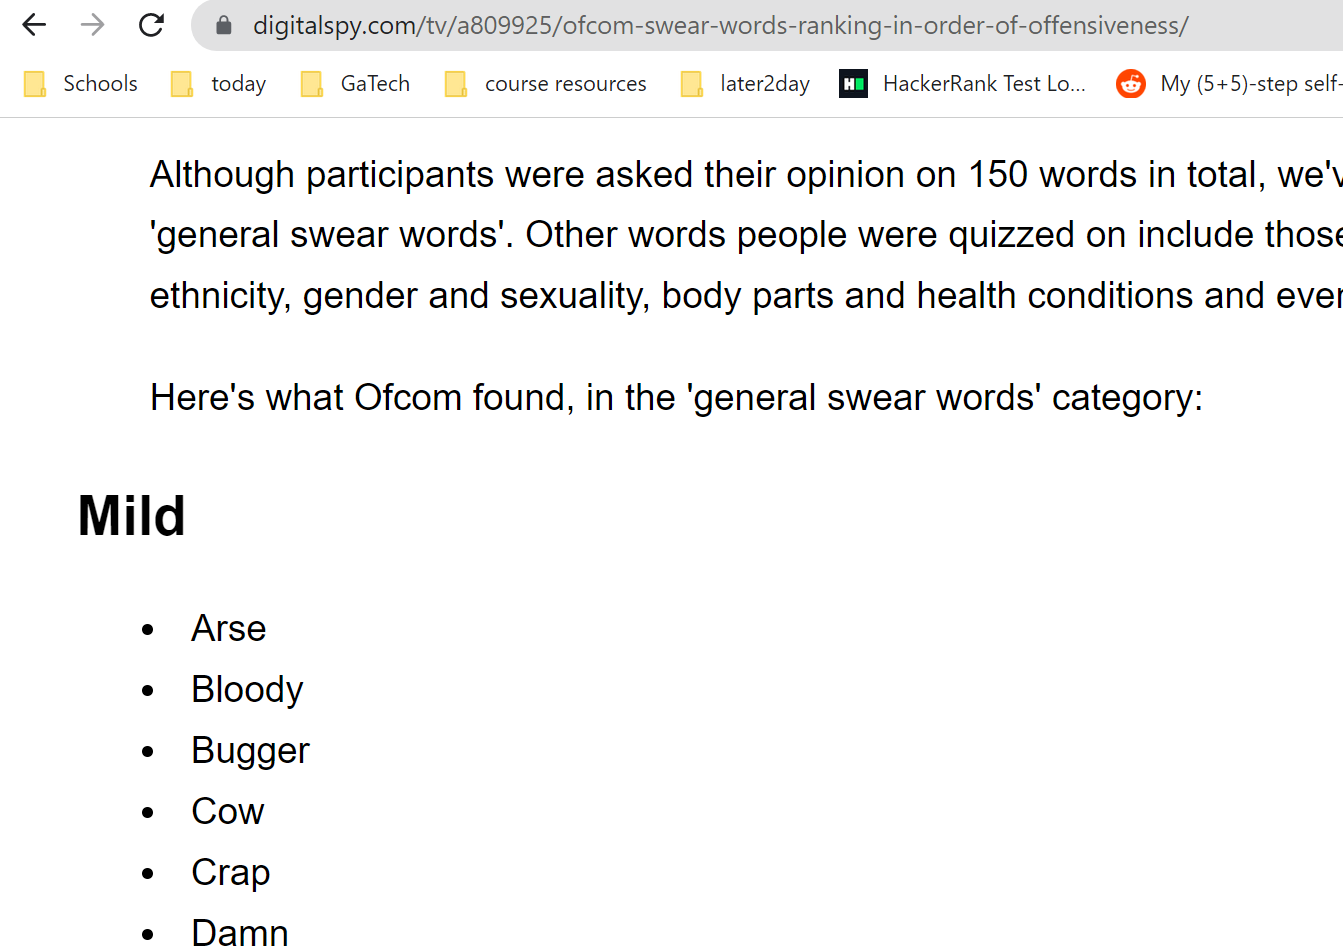 digitalspy.com/tv/a809925/ofcom-swear-words-ranking-in-order-of-offensiveness/
Schools today GaTech course resources later2day HackerRank Test Lo... My (5+5)-step self-
Although participants were asked their opinion on 150 words in total, we'v
'general swear words'. Other words people were quizzed on include those
ethnicity, gender and sexuality, body parts and health conditions and ever
Here's what Ofcom found, in the 'general swear words' category:
Mild
• Arse
• Bloody
• Bugger
• Cow
• Crap
• Damn